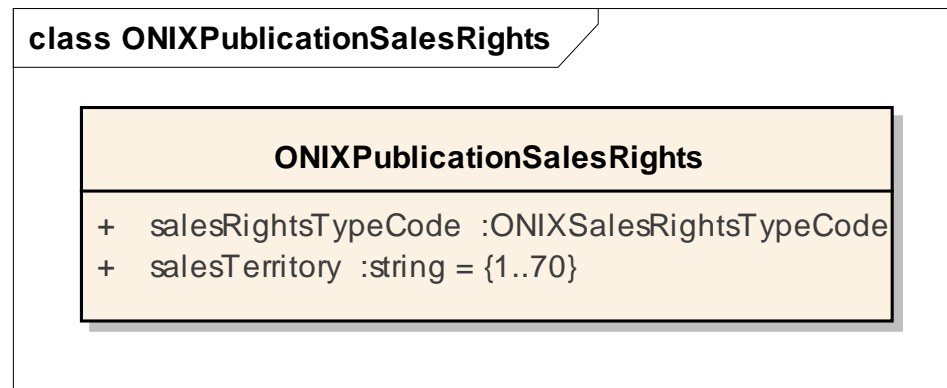 class ONIXPublicationSalesRights
ONIXPublicationSalesRights
+ salesRightsTypeCode :ONIXSalesRightsTypeCode
+ salesTerritory :string = {1..70}